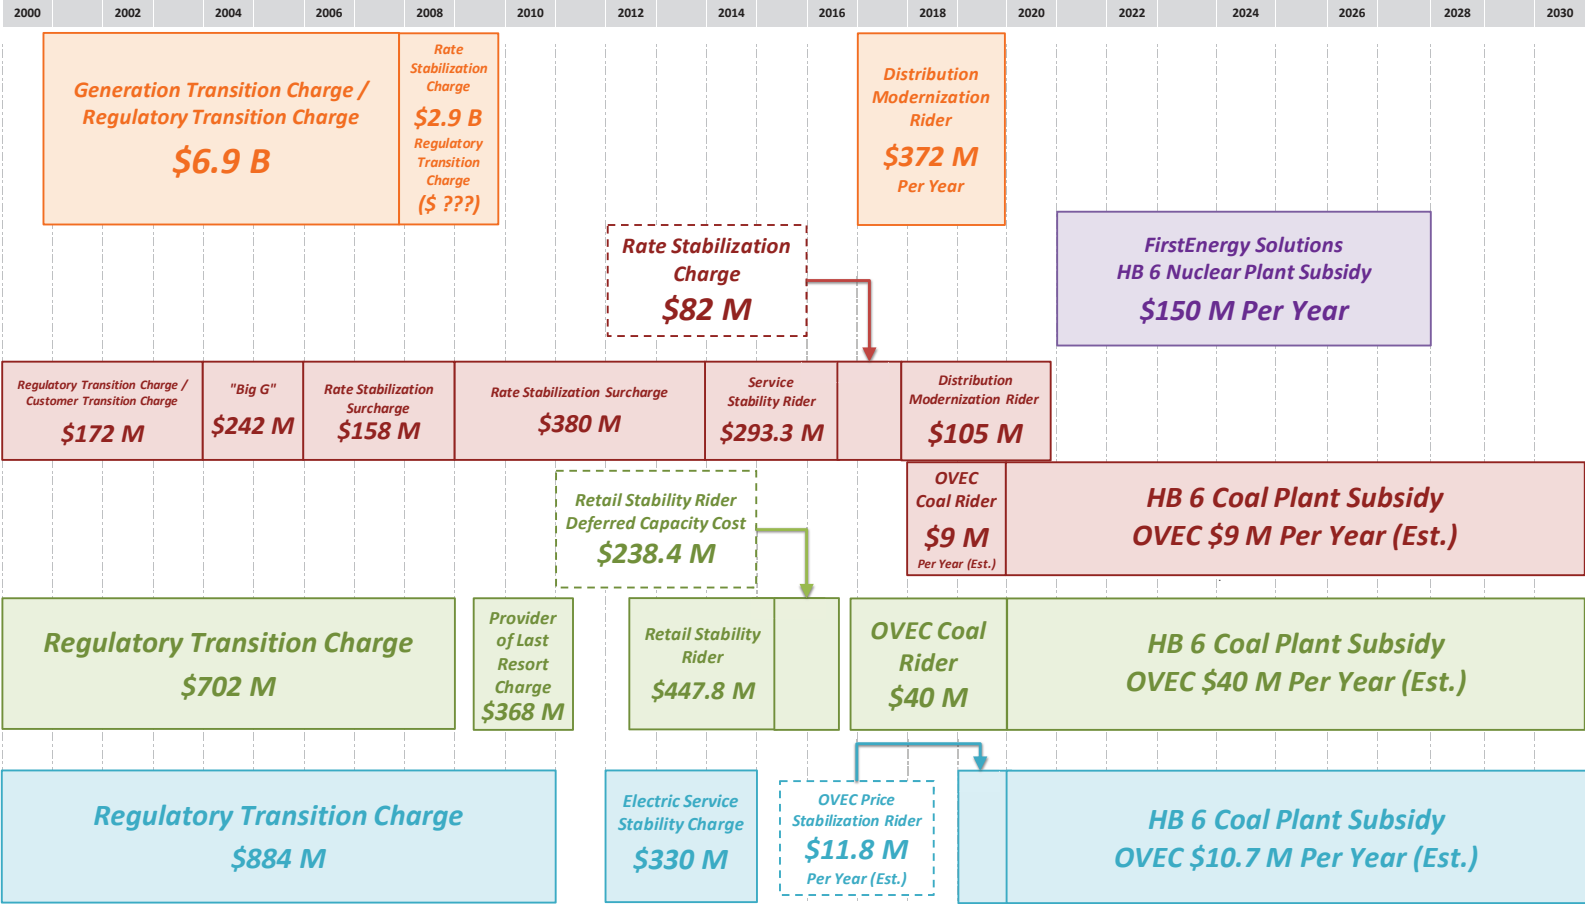 2000 2002 2004 2006 2008 2010 2012 2014 2016 2018 2020 2022 2024 2026 2028 2030
Generation Transition Charge /
Regulatory Transition Charge
$6.9 B
Rate
Stabilization
Charge
$2.9 B
Regulatory
Transition
Charge
($ ???)
Distribution
Modernization
Rider
$372 M
Per Year
Rate Stabilization
Charge
$82 M
FirstEnergy Solutions
HB 6 Nuclear Plant Subsidy
$150 M Per Year
Regulatory Transition Charge /
Customer Transition Charge
$172 M
"Big G"
$242 M
Rate Stabilization
Surcharge
$158 M
Rate Stabilization Surcharge
$380 M
Service
Stability Rider
$293.3 M
Distribution
Modernization Rider
$105 M
OVEC
Coal Rider
$9 M
Per Year (Est.)
HB 6 Coal Plant Subsidy
OVEC $9 M Per Year (Est.)
Retail Stability Rider
Deferred Capacity Cost
$238.4 M
Regulatory Transition Charge
$702 M
Provider
of Last
Resort
Charge
$368 M
Retail Stability
Rider
$447.8 M
OVEC Coal
Rider
$40 M
HB 6 Coal Plant Subsidy
OVEC $40 M Per Year (Est.)
Regulatory Transition Charge
$884 M
Electric Service
Stability Charge
$330 M
OVEC Price
Stabilization Rider
$11.8 M
Per Year (Est.)
HB 6 Coal Plant Subsidy
OVEC $10.7 M Per Year (Est.)